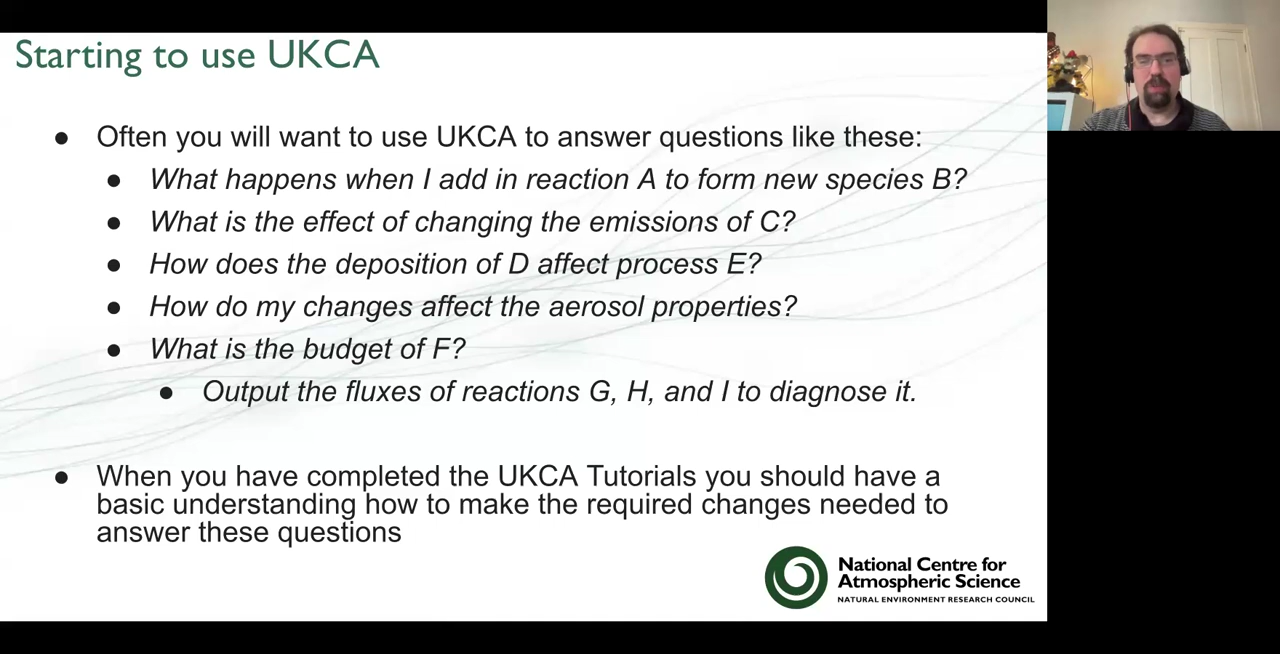 Starting to use UKCA
● Often you will want to use UKCA to answer questions like these:
● What happens when I add in reaction A to form new species B?
● What is the effect of changing the emissions of C?
● How does the deposition of D affect process E?
● How do my changes affect the aerosol properties?
● What is the budget of F?
● Output the fluxes of reactions G, H, and I to diagnose it.
● When you have completed the UKCA Tutorials you should have a
basic understanding how to make the required changes needed to
answer these questions
National Centre for
Atmospheric Science
NATURAL ENVIRONMENT RESEARCH COUNCIL